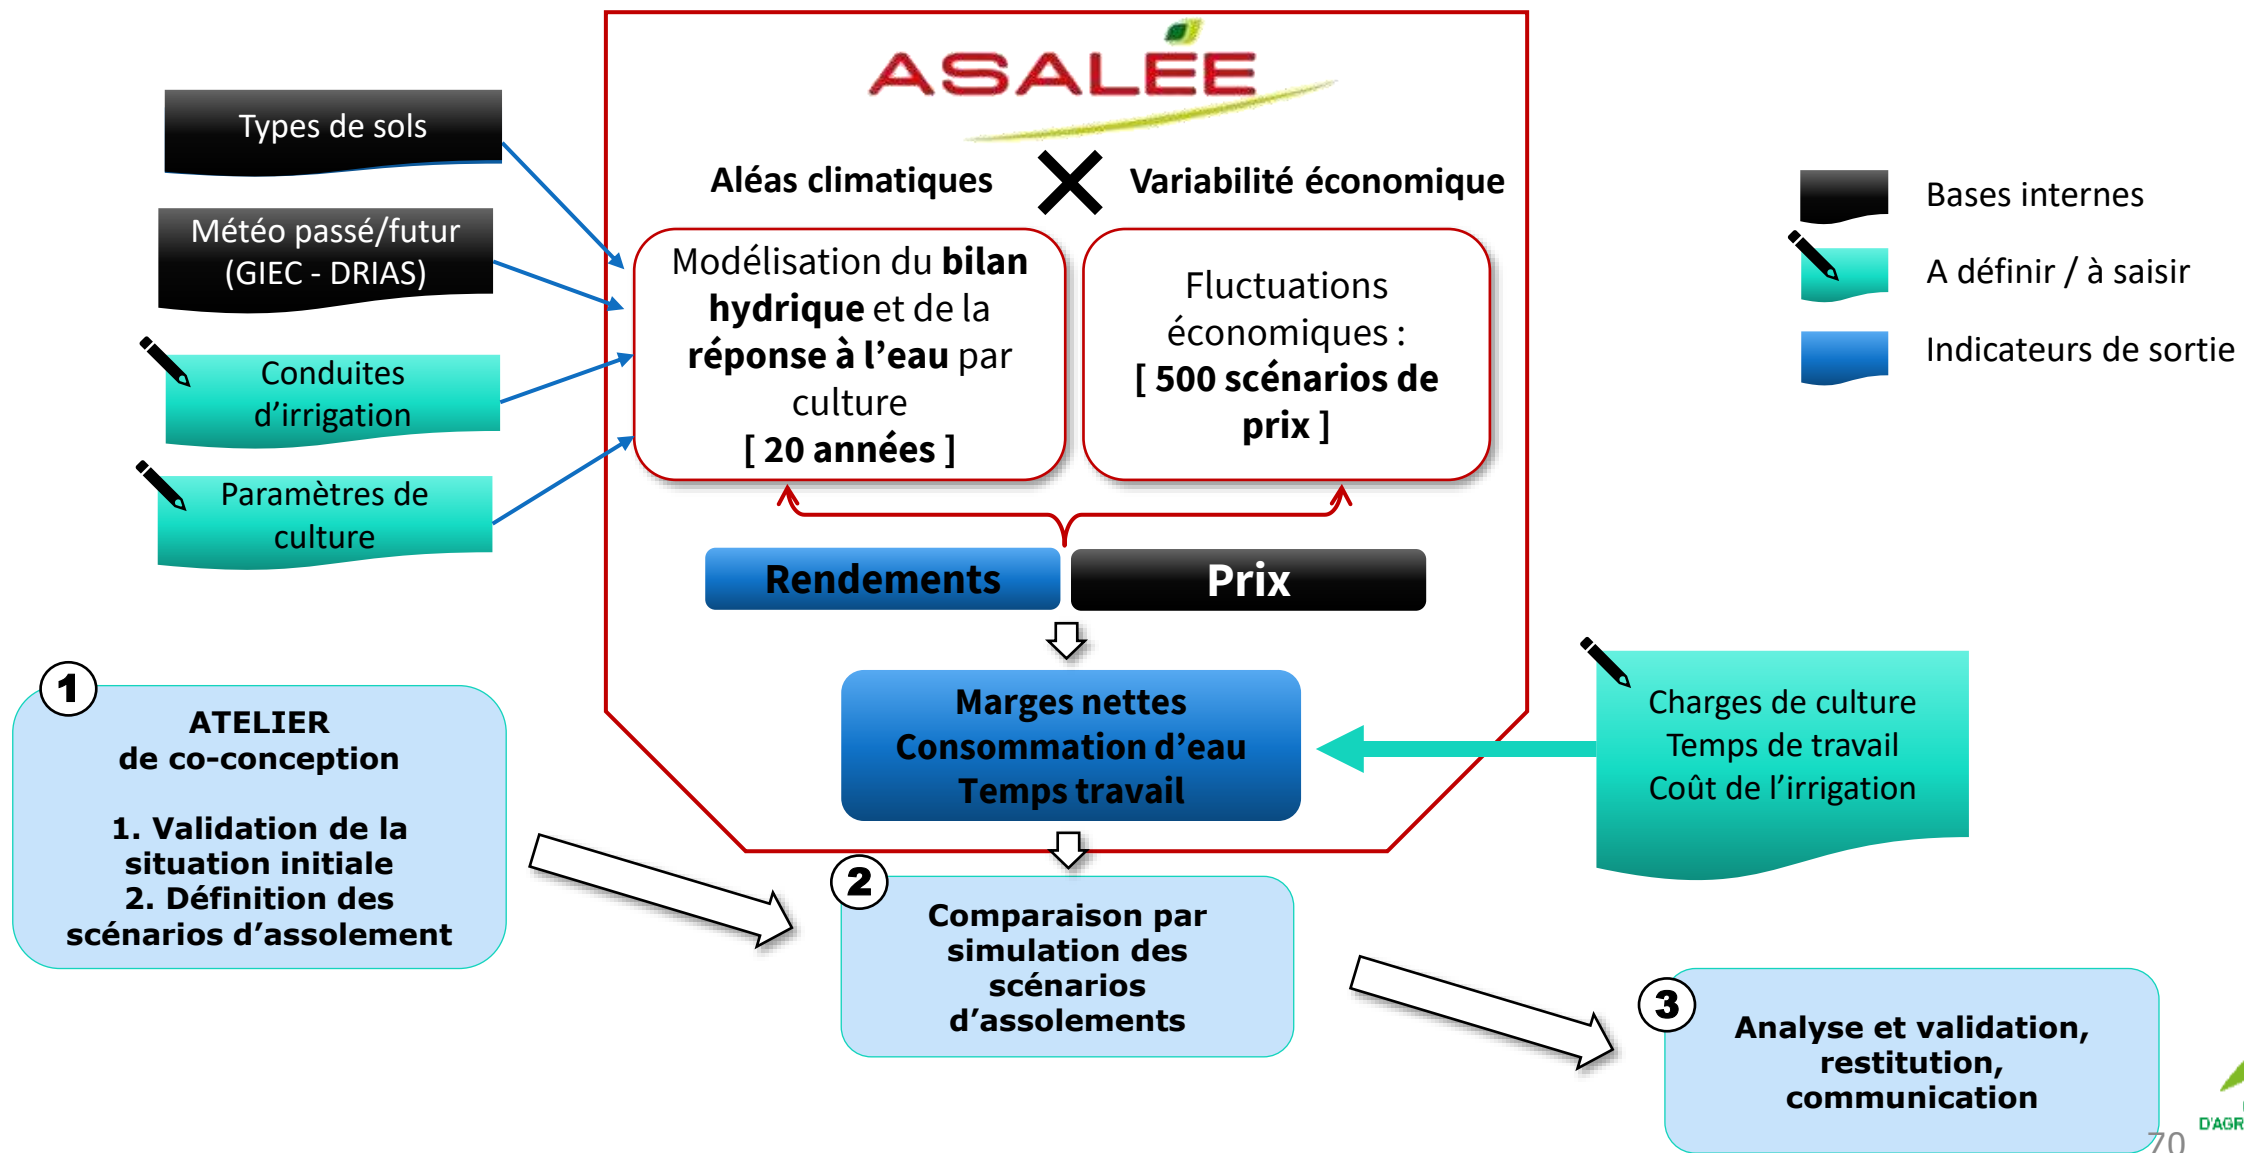 ASALÉE
Types de sols
Météo passé/futur
(GIEC - DRIAS)
Conduites
d’irrigation
Paramètres de
culture
Aléas climatiques
Variabilité économique
Modélisation du bilan
hydrique et de la
réponse à l’eau par
culture
[ 20 années ]
Fluctuations
économiques :
[ 500 scénarios de
prix ]
Rendements
Prix
Marges nettes
Consommation d’eau
Temps travail
Bases internes
A définir / à saisir
Indicateurs de sortie
Charges de culture
Temps de travail
Coût de l’irrigation
1
ATELIER
de co-conception
1. Validation de la
situation initiale
2. Définition des
scénarios d’assolement
2
Comparaison par
simulation des
scénarios
d’assolements
3
Analyse et validation,
restitution,
communication
70